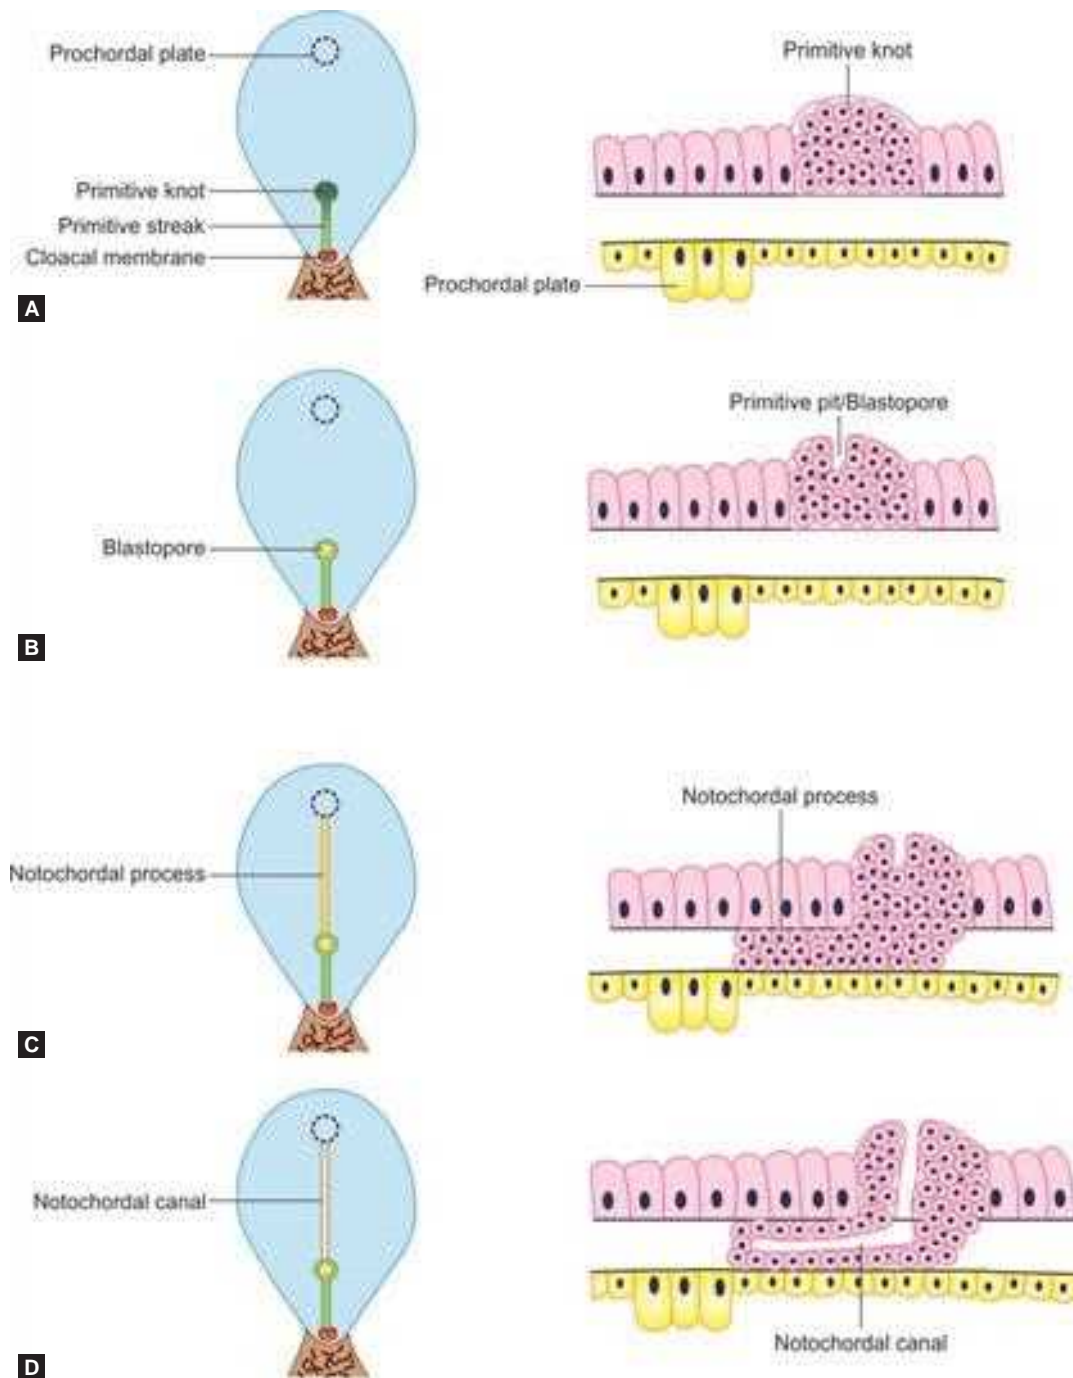 Prochordal plate
Primitive knot
Primitive knot
Primitive streak
Cloacal membrane
Prochordal plate
A
Primitive pit/Blastopore
Blastopore
B
Notochordal process
Notochordal process
C
Notochordal canal
Notochordal canal
D